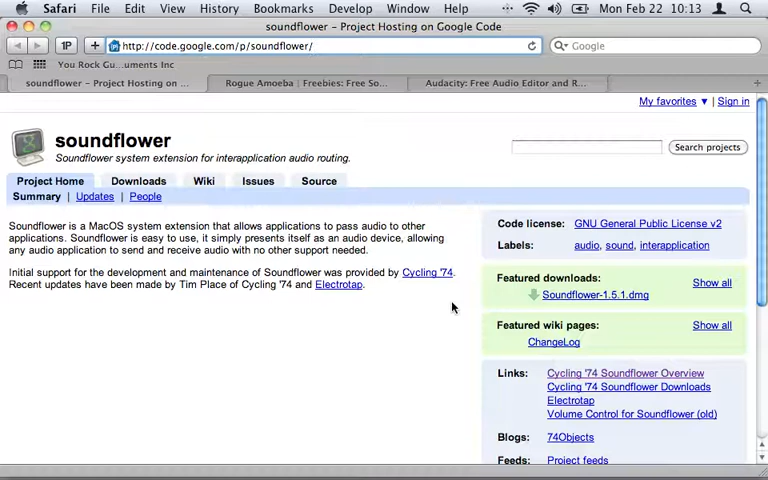 Safari File Edit View History Bookmarks Develop Window Help Mon Feb 22 10:13
soundflower – Project Hosting on Google Code
1P + http://code.google.com/p/soundflower/ Google
You Rock Gu...uments Inc
soundflower – Project Hosting on ... Rogue Amoeba | Freebies: Free So... Audacity: Free Audio Editor and R...
My favorites ▼ | Sign in
soundflower
Soundflower system extension for interapplication audio routing.
Search projects
Project Home Downloads Wiki Issues Source
Summary | Updates | People
Soundflower is a MacOS system extension that allows applications to pass audio to other
applications. Soundflower is easy to use, it simply presents itself as an audio device, allowing
any audio application to send and receive audio with no other support needed.
Initial support for the development and maintenance of Soundflower was provided by Cycling '74.
Recent updates have been made by Tim Place of Cycling '74 and Electrotap.
Code license: GNU General Public License v2
Labels: audio, sound, interapplication
Featured downloads: Show all
Soundflower-1.5.1.dmg
Featured wiki pages: Show all
ChangeLog
Links: Cycling '74 Soundflower Overview
Cycling '74 Soundflower Downloads
Electrotap
Volume Control for Soundflower (old)
Blogs: 74Objects
Feeds: Project feeds